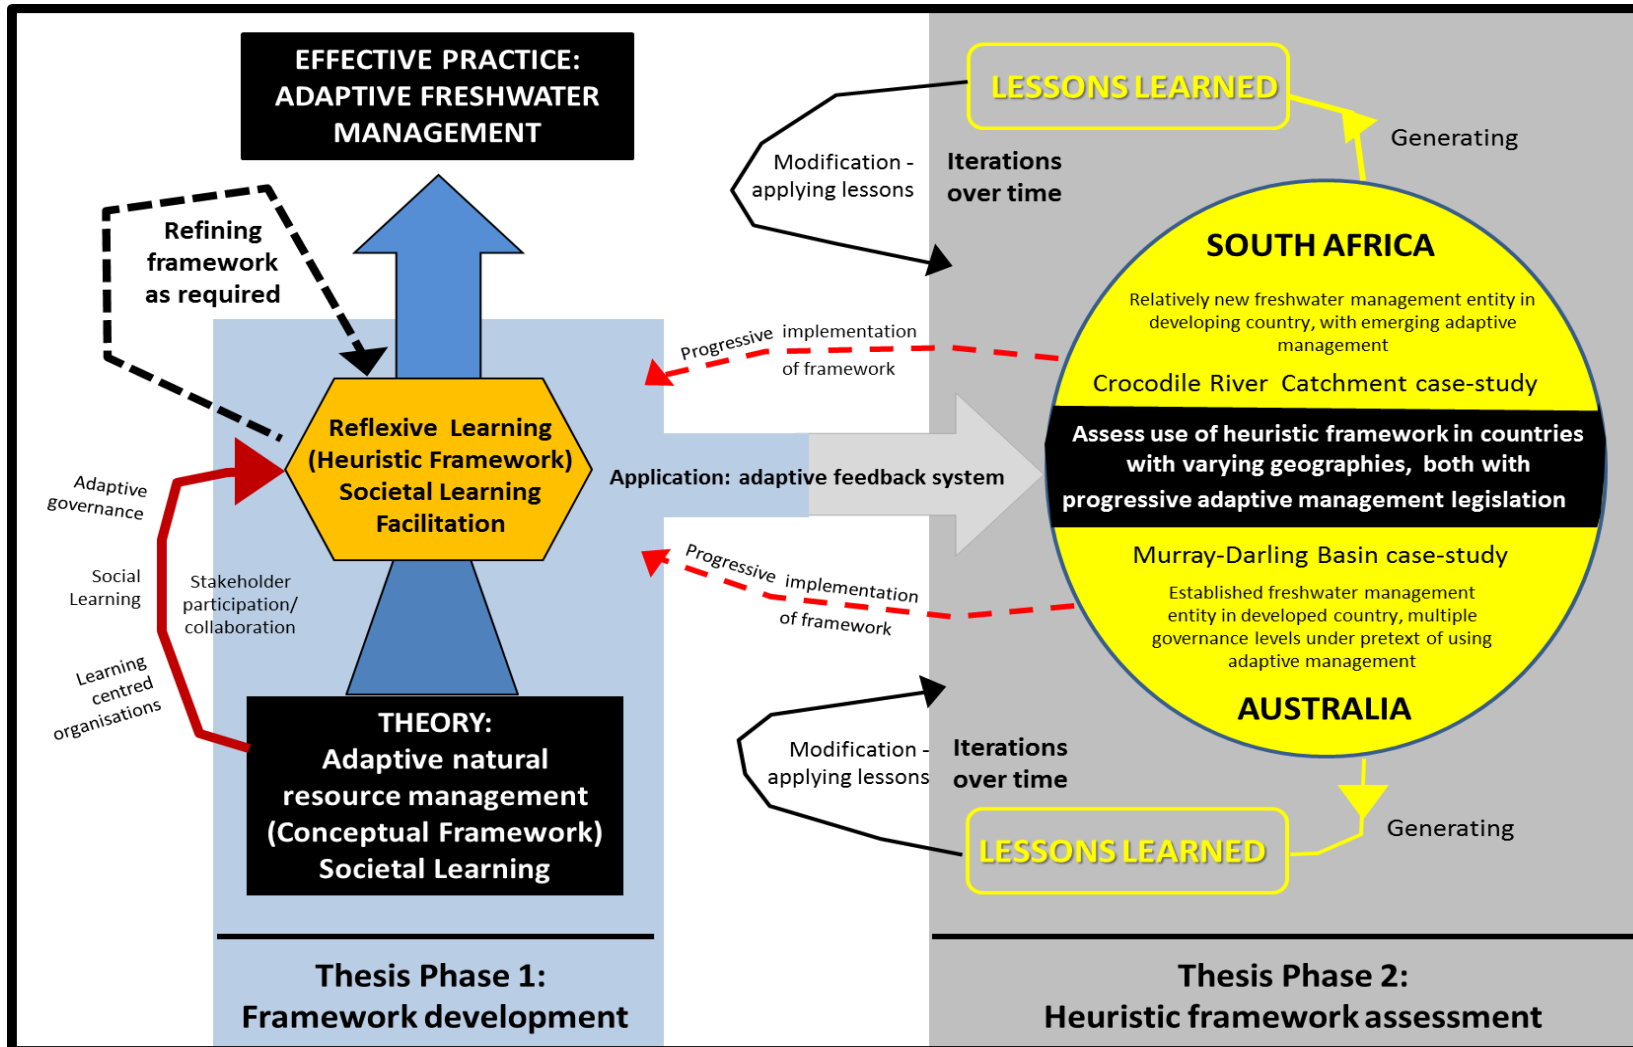 EFFECTIVE PRACTICE:
ADAPTIVE FRESHWATER
MANAGEMENT
Refining
framework
as required
Reflexive Learning
(Heuristic Framework)
Societal Learning
Facilitation
Adaptive
governance
Social
Learning
Stakeholder
participation/
collaboration
Learning
centred
organisations
THEORY:
Adaptive natural
resource management
(Conceptual Framework)
Societal Learning
Thesis Phase 1:
Framework development
Application: adaptive feedback system
LESSONS LEARNED
Generating
Modification -
applying lessons
Iterations
over time
Progressive implementation
of framework
SOUTH AFRICA
Relatively new freshwater management entity in
developing country, with emerging adaptive
management
Crocodile River Catchment case-study
Assess use of heuristic framework in countries
with varying geographies, both with
progressive adaptive management legislation
Murray-Darling Basin case-study
Established freshwater management
entity in developed country, multiple
governance levels under pretext of using
adaptive management
AUSTRALIA
Progressive implementation
of framework
Modification -
applying lessons
Iterations
over time
LESSONS LEARNED
Generating
Thesis Phase 2:
Heuristic framework assessment